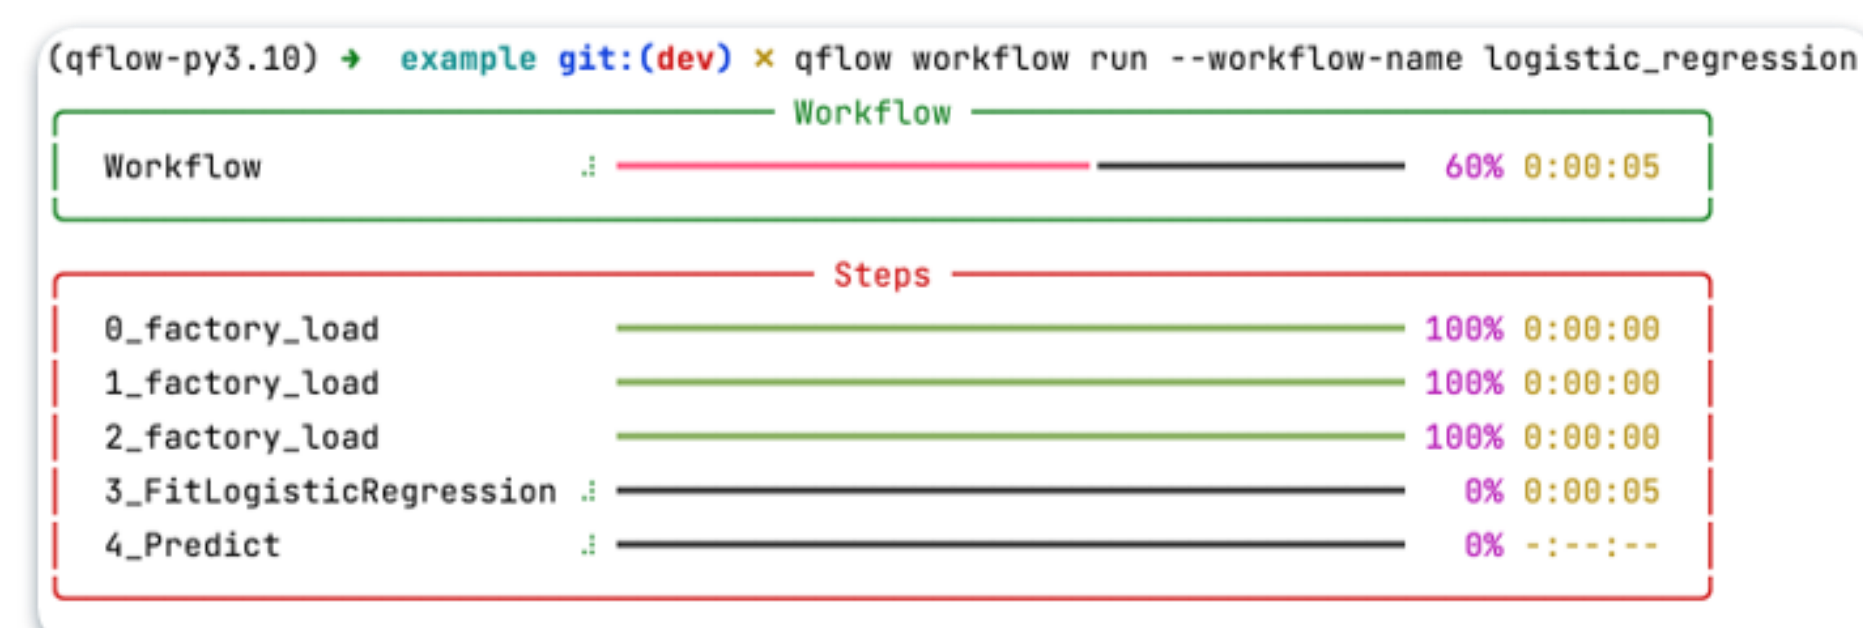 (qflow-py3.10) ➜ example git:(dev) × qflow workflow run --workflow-name logistic_regression
Workflow
Workflow 60% 0:00:05
Steps
0_factory_load 100% 0:00:00
1_factory_load 100% 0:00:00
2_factory_load 100% 0:00:00
3_FitLogisticRegression 0% 0:00:05
4_Predict 0% -:--:--